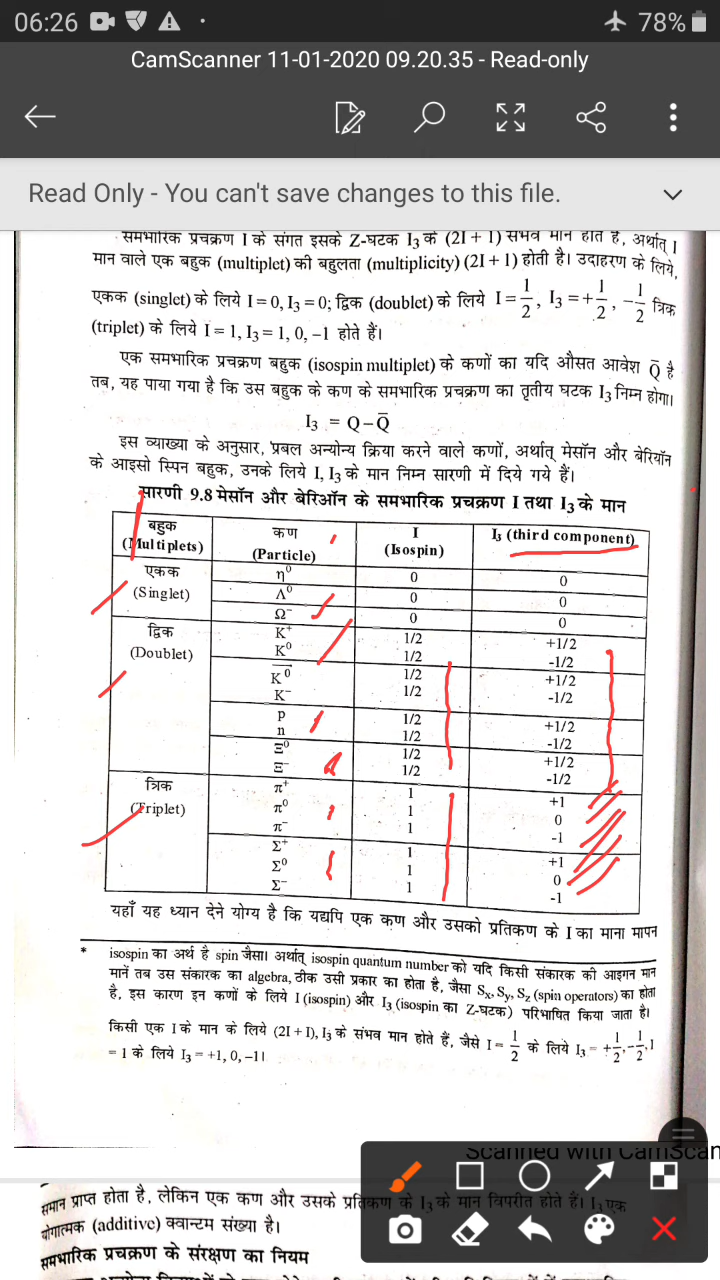 06:26
78%
CamScanner 11-01-2020 09.20.35 - Read-only
Read Only - You can't save changes to this file.
समभारिक प्रचक्रण I के संगत इसके Z-घटक I₃ के (2I + 1) संभव मान होते हैं, अर्थात् I
मान वाले एक बहुक (multiplet) की बहुलता (multiplicity) (2I + 1) होती है। उदाहरण के लिये,
एकक (singlet) के लिये I = 0, I₃ = 0; द्विक (doublet) के लिये I = 1/2, I₃ = +1/2, -1/2 त्रिक
(triplet) के लिये I = 1, I₃ = 1, 0, -1 होते हैं।
एक समभारिक प्रचक्रण बहुक (isospin multiplet) के कणों का यदि औसत आवेश Q̄ है
तब, यह पाया गया है कि उस बहुक के कण के समभारिक प्रचक्रण का तृतीय घटक I₃ निम्न होगा।
I₃ = Q – Q̄
इस व्याख्या के अनुसार, प्रबल अन्योन्य क्रिया करने वाले कणों, अर्थात् मेसॉन और बेरियॉन
के आइसो स्पिन बहुक, उनके लिये I, I₃ के मान निम्न सारणी में दिये गये हैं।
सारणी 9.8 मेसॉन और बेरिऑन के समभारिक प्रचक्रण I तथा I₃ के मान
बहुक (Multiplets) कण (Particle) I (Isospin) I₃ (third component)
एकक (Singlet) η⁰ 0 0
Λ⁰ 0 0
Ω⁻ 0 0
द्विक (Doublet) K⁺ 1/2 +1/2
K⁰ 1/2 -1/2
K̄⁰ 1/2 +1/2
K⁻ 1/2 -1/2
p 1/2 +1/2
n 1/2 -1/2
Ξ⁰ 1/2 +1/2
Ξ⁻ 1/2 -1/2
त्रिक (Triplet) π⁺ 1 +1
π⁰ 1 0
π⁻ 1 -1
Σ⁺ 1 +1
Σ⁰ 1 0
Σ⁻ 1 -1
यहाँ यह ध्यान देने योग्य है कि यद्यपि एक कण और उसको प्रतिकण के I का माना मापन
* isospin का अर्थ है spin जैसा। अर्थात् isospin quantum number को यदि किसी संकारक की आइगन मान
मानें तब उस संकारक का algebra, ठीक उसी प्रकार का होता है, जैसा Sx, Sy, Sz (spin operators) का होता
है, इस कारण इन कणों के लिये I (isospin) और I₃ (isospin का Z-घटक) परिभाषित किया जाता है।
किसी एक I के मान के लिये (2I + I), I₃ के संभव मान होते हैं, जैसे I = 1/2 के लिये I₃ = +1/2, -1/2, I
= 1 के लिये I₃ = +1, 0, –1।
Scanned with CamScan
समान प्राप्त होता है, लेकिन एक कण और उसके प्रतिकण के I₃ के मान विपरीत होते हैं। I₃ एक
योगात्मक (additive) क्वान्टम संख्या है।
समभारिक प्रचक्रण के संरक्षण का नियम